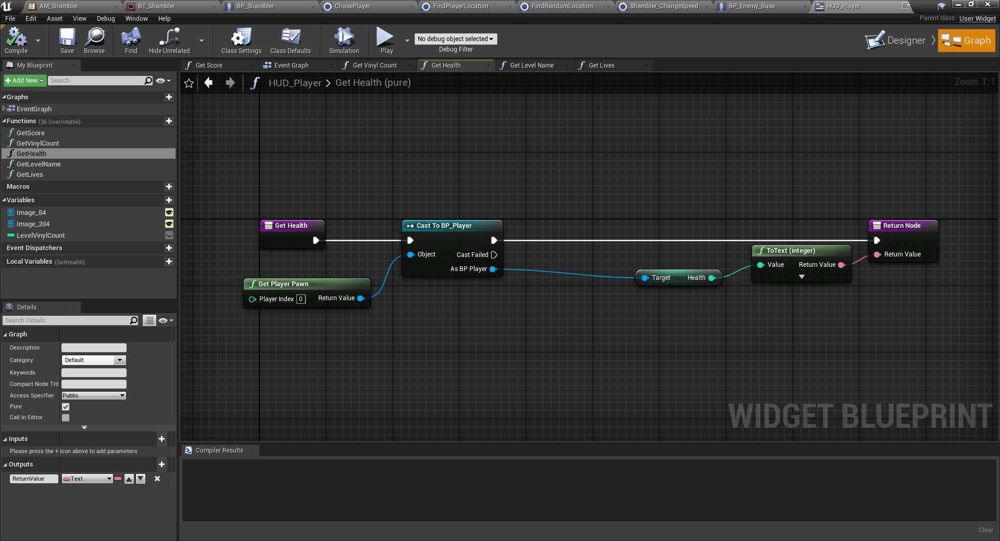 AM_Shambler
BT_Shambler
BP_Shambler
ChasePlayer
FindPlayerLocation
FindRandomLocation
Shambler_ChangeSpeed
BP_Enemy_Base
HUD_Player
File Edit Asset View Debug Window Help
Parent class: User Widget
Compile
Save
Browse
Find
Hide Unrelated
Class Settings
Class Defaults
Simulation
Play
No debug object selected
Debug Filter
Designer
Graph
My Blueprint
Get Score
Event Graph
Get Vinyl Count
Get Health
Get Level Name
Get Lives
Add New
Search
HUD_Player > Get Health (pure)
Zoom 1:1
Graphs
EventGraph
Functions (36 Overridable)
GetScore
GetVinylCount
GetHealth
GetLevelName
GetLives
Macros
Variables
Image_84
Image_204
LevelVinylCount
Event Dispatchers
Local Variables (GetHealth)
Get Health
Cast To BP_Player
Object
Cast Failed
As BP Player
Get Player Pawn
Player Index 0
Return Value
Target
Health
ToText (integer)
Value
Return Value
Return Node
Return Value
WIDGET BLUEPRINT
Details
Search Details
Graph
Description
Category Default
Keywords
Compact Node Titl
Access Specifier Public
Pure
Call In Editor
Inputs
Please press the + icon above to add parameters
Outputs
ReturnValue Text
Compiler Results
Clear